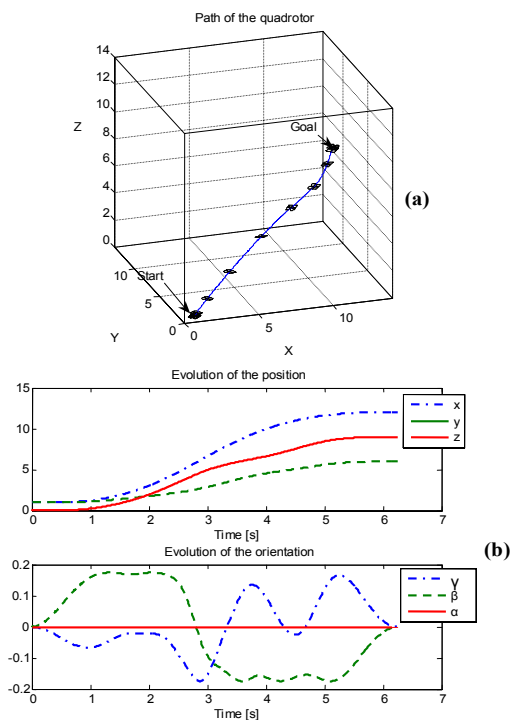 Path of the quadrotor
14
12
10
8
6
4
2
0
Z
Goal
Start
10
5
0
Y
0
5
10
X
(a)
Evolution of the position
15
10
5
0
0 1 2 3 4 5 6 7
Time [s]
x
y
z
(b)
Evolution of the orientation
0.2
0.1
0
-0.1
-0.2
0 1 2 3 4 5 6 7
Time [s]
γ
β
α